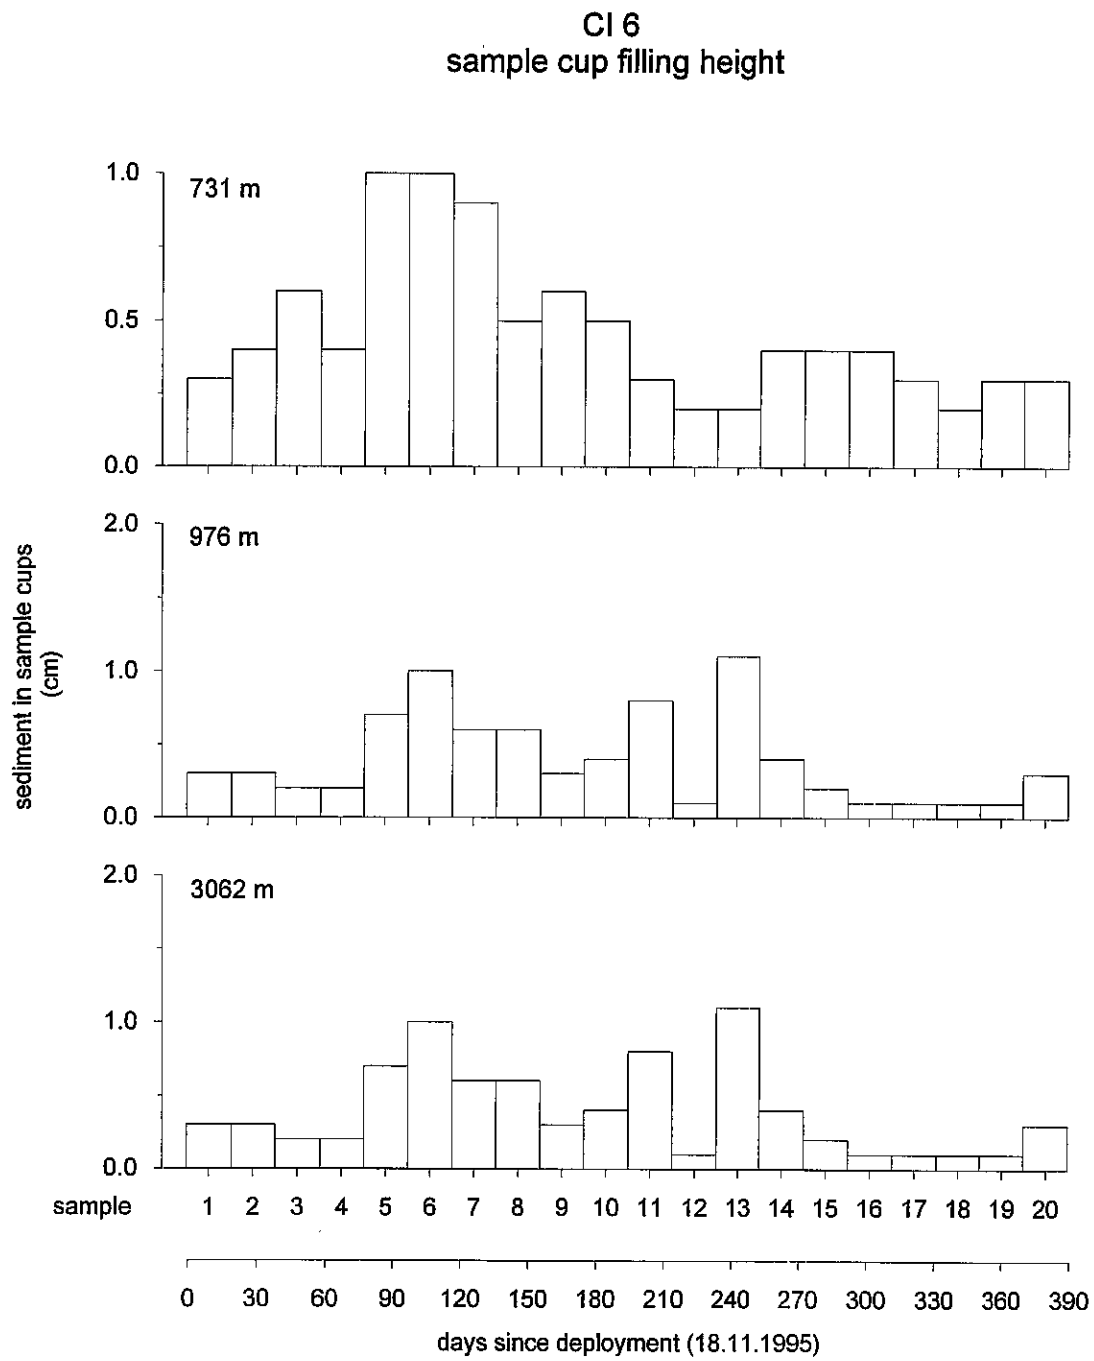 CI 6
sample cup filling height
1.0
731 m
0.5
0.0
2.0
976 m
1.0
0.0
sediment in sample cups
(cm)
2.0
3062 m
1.0
0.0
sample 1 2 3 4 5 6 7 8 9 10 11 12 13 14 15 16 17 18 19 20
0 30 60 90 120 150 180 210 240 270 300 330 360 390
days since deployment (18.11.1995)